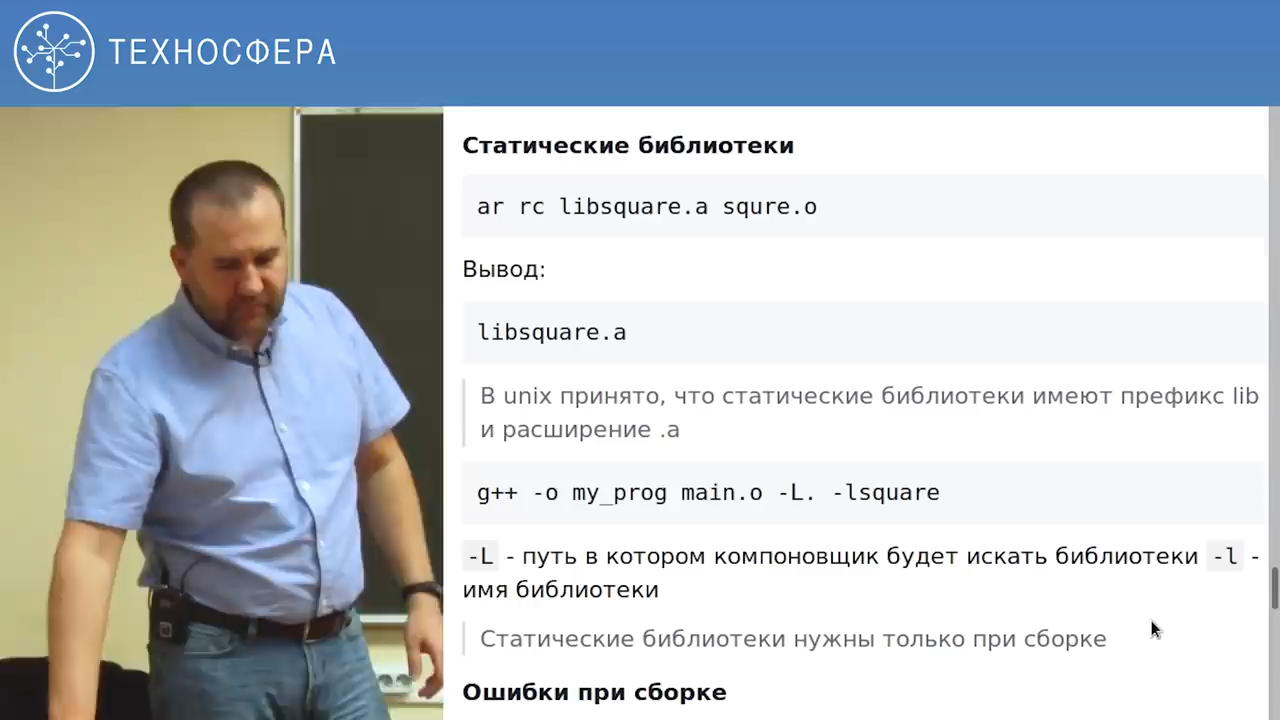 ТЕХНОСФЕРА
Статические библиотеки
ar rc libsquare.a squre.o
Вывод:
libsquare.a
В unix принято, что статические библиотеки имеют префикс lib
и расширение .a
g++ -o my_prog main.o -L. -lsquare
-L - путь в котором компоновщик будет искать библиотеки -l -
имя библиотеки
Статические библиотеки нужны только при сборке
Ошибки при сборке